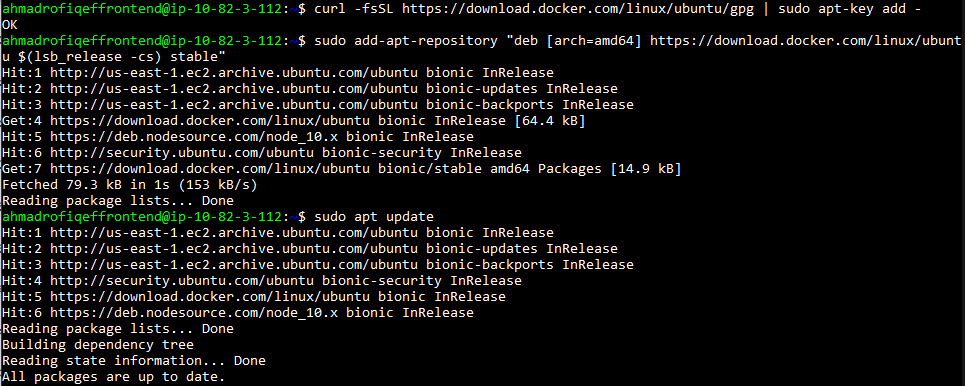 ahmadrofiqeffrontend@ip-10-82-3-112:~$ curl -fsSL https://download.docker.com/linux/ubuntu/gpg | sudo apt-key add -
OK
ahmadrofiqeffrontend@ip-10-82-3-112:~$ sudo add-apt-repository "deb [arch=amd64] https://download.docker.com/linux/ubunt
u $(lsb_release -cs) stable"
Hit:1 http://us-east-1.ec2.archive.ubuntu.com/ubuntu bionic InRelease
Hit:2 http://us-east-1.ec2.archive.ubuntu.com/ubuntu bionic-updates InRelease
Hit:3 http://us-east-1.ec2.archive.ubuntu.com/ubuntu bionic-backports InRelease
Get:4 https://download.docker.com/linux/ubuntu bionic InRelease [64.4 kB]
Hit:5 https://deb.nodesource.com/node_10.x bionic InRelease
Hit:6 http://security.ubuntu.com/ubuntu bionic-security InRelease
Get:7 https://download.docker.com/linux/ubuntu bionic/stable amd64 Packages [14.9 kB]
Fetched 79.3 kB in 1s (153 kB/s)
Reading package lists... Done
ahmadrofiqeffrontend@ip-10-82-3-112:~$ sudo apt update
Hit:1 http://us-east-1.ec2.archive.ubuntu.com/ubuntu bionic InRelease
Hit:2 http://us-east-1.ec2.archive.ubuntu.com/ubuntu bionic-updates InRelease
Hit:3 http://us-east-1.ec2.archive.ubuntu.com/ubuntu bionic-backports InRelease
Hit:4 http://security.ubuntu.com/ubuntu bionic-security InRelease
Hit:5 https://download.docker.com/linux/ubuntu bionic InRelease
Hit:6 https://deb.nodesource.com/node_10.x bionic InRelease
Reading package lists... Done
Building dependency tree
Reading state information... Done
All packages are up to date.